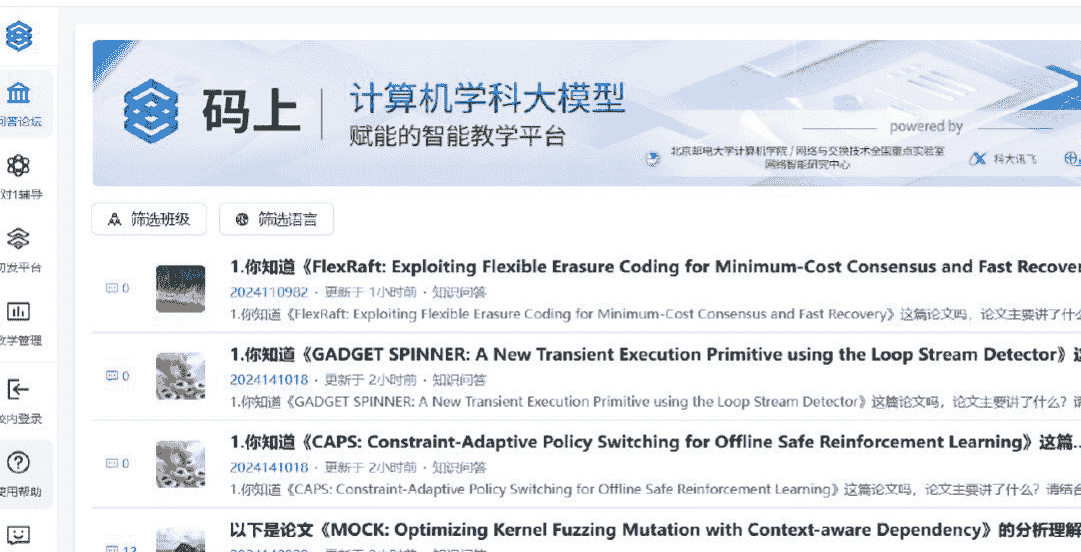 码上
计算机学科大模型
赋能的智能教学平台
powered by
北京邮电大学计算机学院 / 网络与交换技术全国重点实验室
网络智能研究中心
科大讯飞
问答论坛
对1辅导
研发平台
教学管理
校内登录
使用帮助
筛选班级
筛选语言
0
1.你知道《FlexRaft: Exploiting Flexible Erasure Coding for Minimum-Cost Consensus and Fast Recover
2024110982 · 更新于 1小时前 · 知识问答
1.你知道《FlexRaft: Exploiting Flexible Erasure Coding for Minimum-Cost Consensus and Fast Recovery》这篇论文吗，论文主要讲了什
0
1.你知道《GADGET SPINNER: A New Transient Execution Primitive using the Loop Stream Detector》这
2024141018 · 更新于 2小时前 · 知识问答
1.你知道《GADGET SPINNER: A New Transient Execution Primitive using the Loop Stream Detector》这篇论文吗，论文主要讲了什么？请
0
1.你知道《CAPS: Constraint-Adaptive Policy Switching for Offline Safe Reinforcement Learning》这篇...
2024141018 · 更新于 2小时前 · 知识问答
1.你知道《CAPS: Constraint-Adaptive Policy Switching for Offline Safe Reinforcement Learning》这篇论文吗，论文主要讲了什么？请结合
12
以下是论文《MOCK: Optimizing Kernel Fuzzing Mutation with Context-aware Dependency》的分析理解